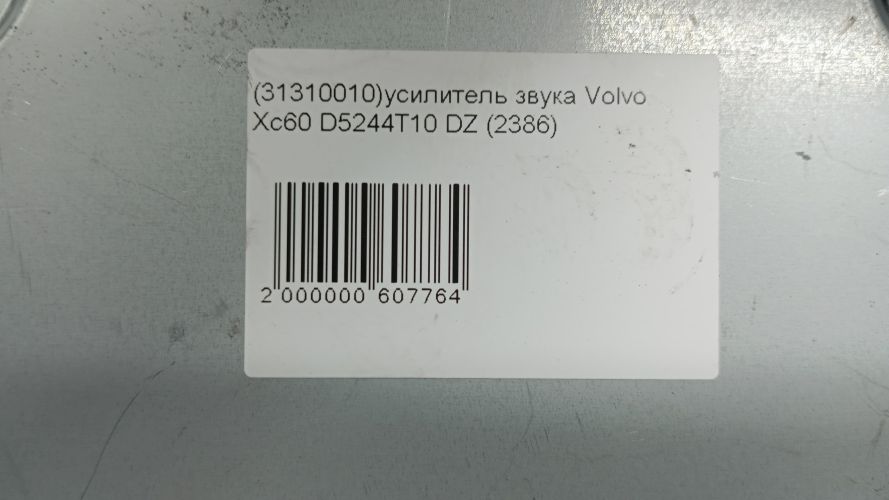 (31310010)усилитель звука Volvo
Xc60 D5244T10 DZ (2386)
2 000000 607764